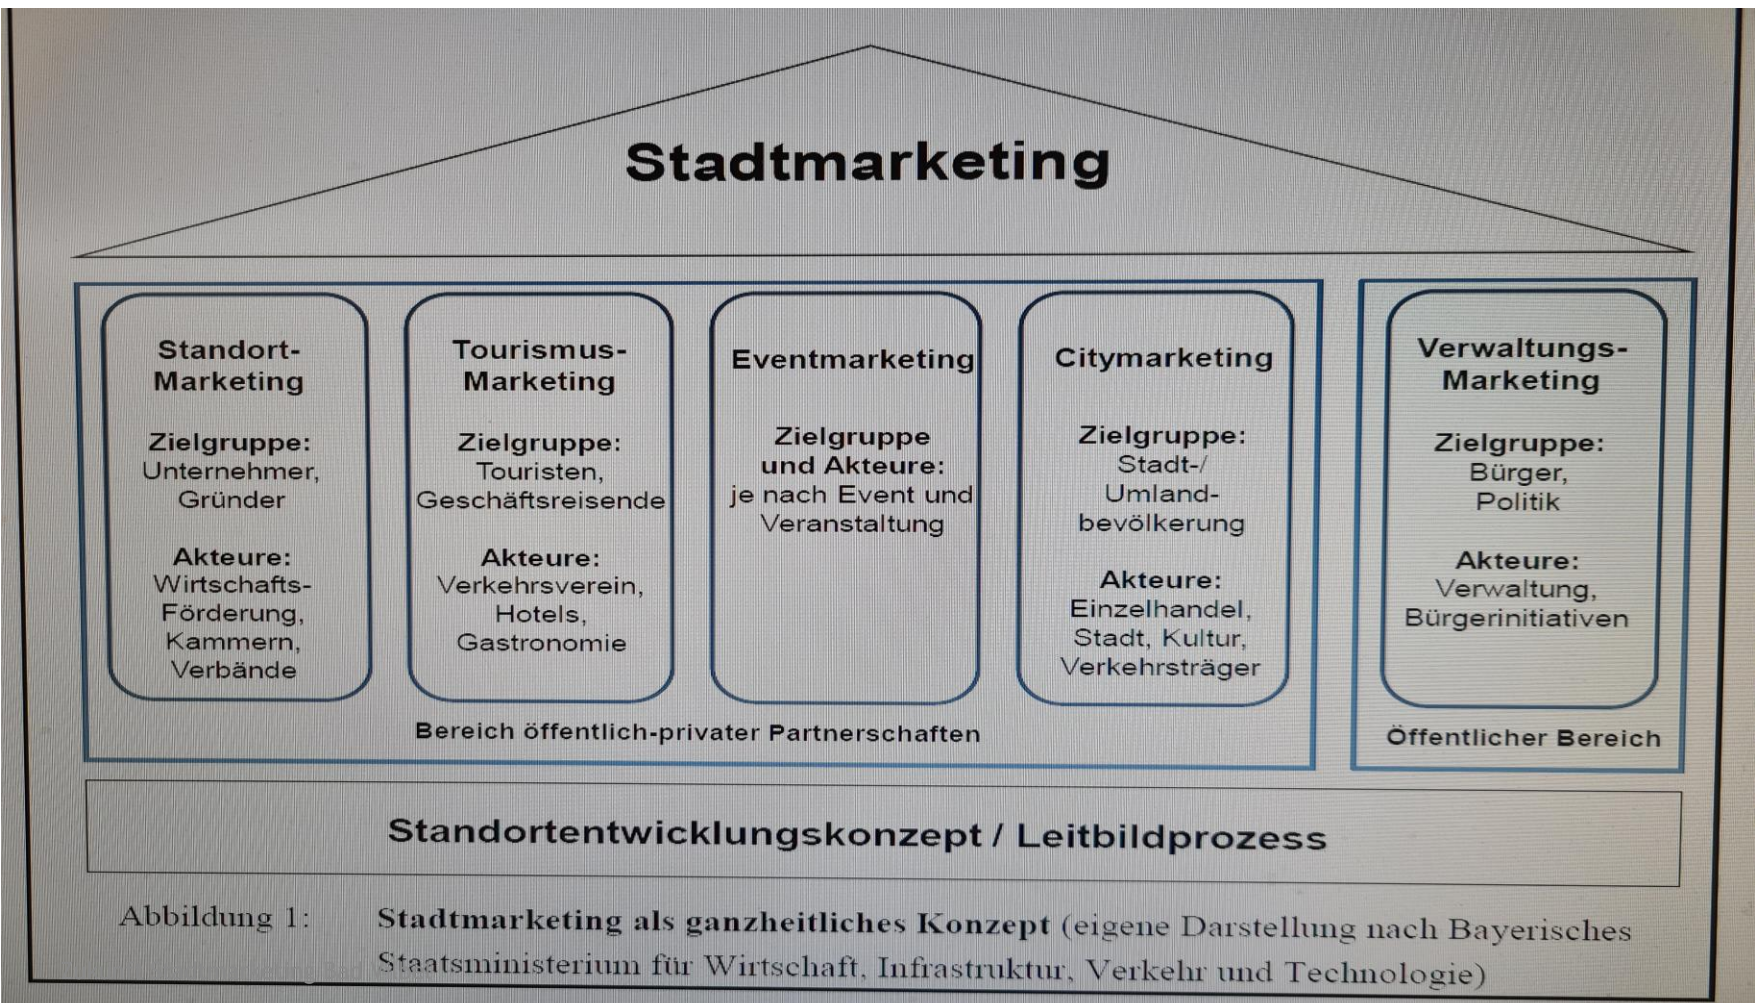 Stadtmarketing
Standort-
Marketing
Zielgruppe:
Unternehmer,
Gründer
Akteure:
Wirtschafts-
Förderung,
Kammern,
Verbände
Tourismus-
Marketing
Zielgruppe:
Touristen,
Geschäftsreisende
Akteure:
Verkehrsverein,
Hotels,
Gastronomie
Eventmarketing
Zielgruppe
und Akteure:
je nach Event und
Veranstaltung
Citymarketing
Zielgruppe:
Stadt-/
Umland-
bevölkerung
Akteure:
Einzelhandel,
Stadt, Kultur,
Verkehrsträger
Bereich öffentlich-privater Partnerschaften
Verwaltungs-
Marketing
Zielgruppe:
Bürger,
Politik
Akteure:
Verwaltung,
Bürgerinitiativen
Öffentlicher Bereich
Standortentwicklungskonzept / Leitbildprozess
Abbildung 1: Stadtmarketing als ganzheitliches Konzept (eigene Darstellung nach Bayerisches
Staatsministerium für Wirtschaft, Infrastruktur, Verkehr und Technologie)